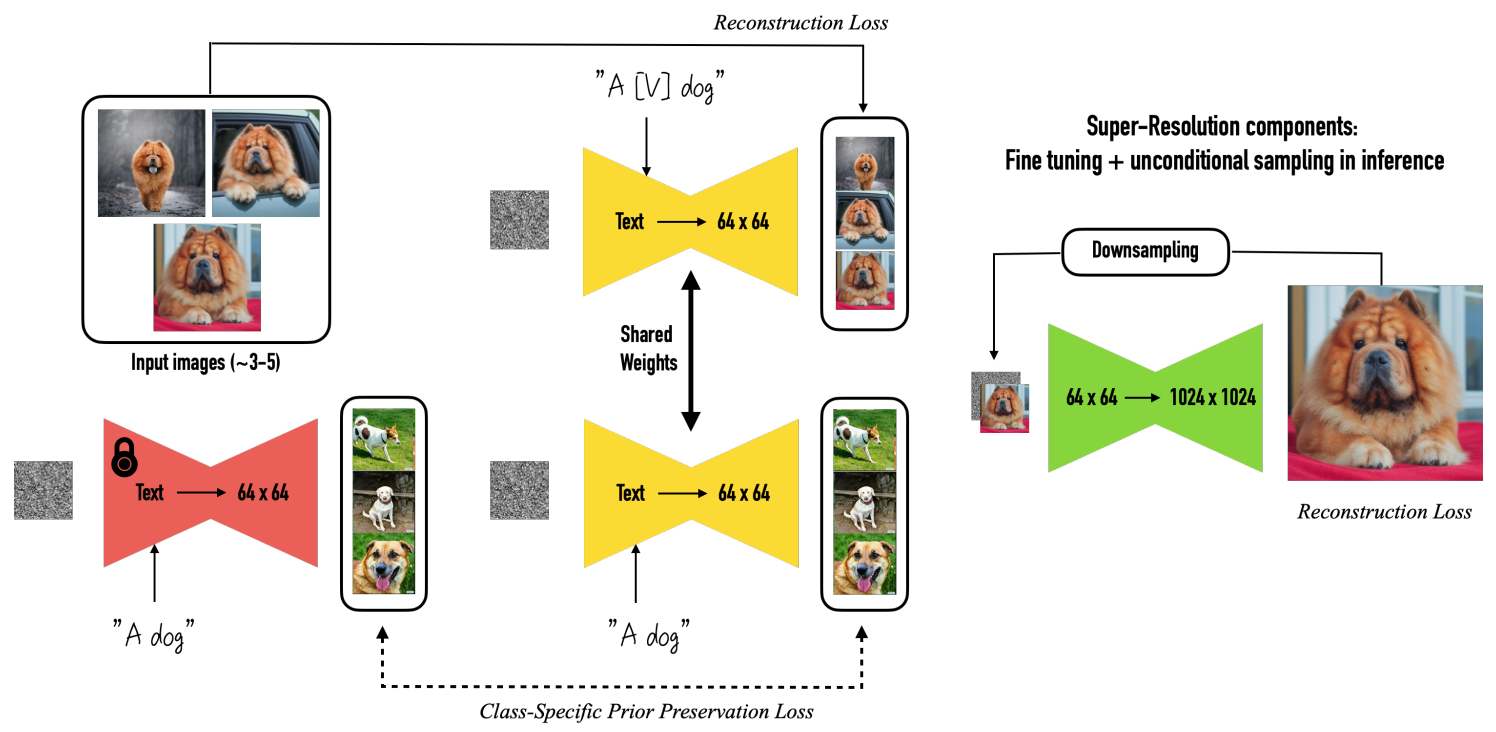 Reconstruction Loss
"A [V] dog"
Text
64 x 64
Input images (~3-5)
Shared
Weights
Text
64 x 64
"A dog"
Text
64 x 64
"A dog"
Class-Specific Prior Preservation Loss
Super-Resolution components:
Fine tuning + unconditional sampling in inference
Downsampling
64 x 64
1024 x 1024
Reconstruction Loss